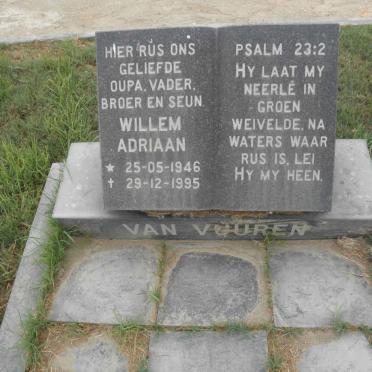 HIER RUS ONS
GELIEFDE
OUPA, VADER,
BROER EN SEUN
WILLEM
ADRIAAN
★ 25-05-1946
✝ 29-12-1995
PSALM 23:2
HY LAAT MY
NEERLÊ IN
GROEN
WEIVELDE, NA
WATERS WAAR
RUS IS, LEI
HY MY HEEN.
VAN VUUREN